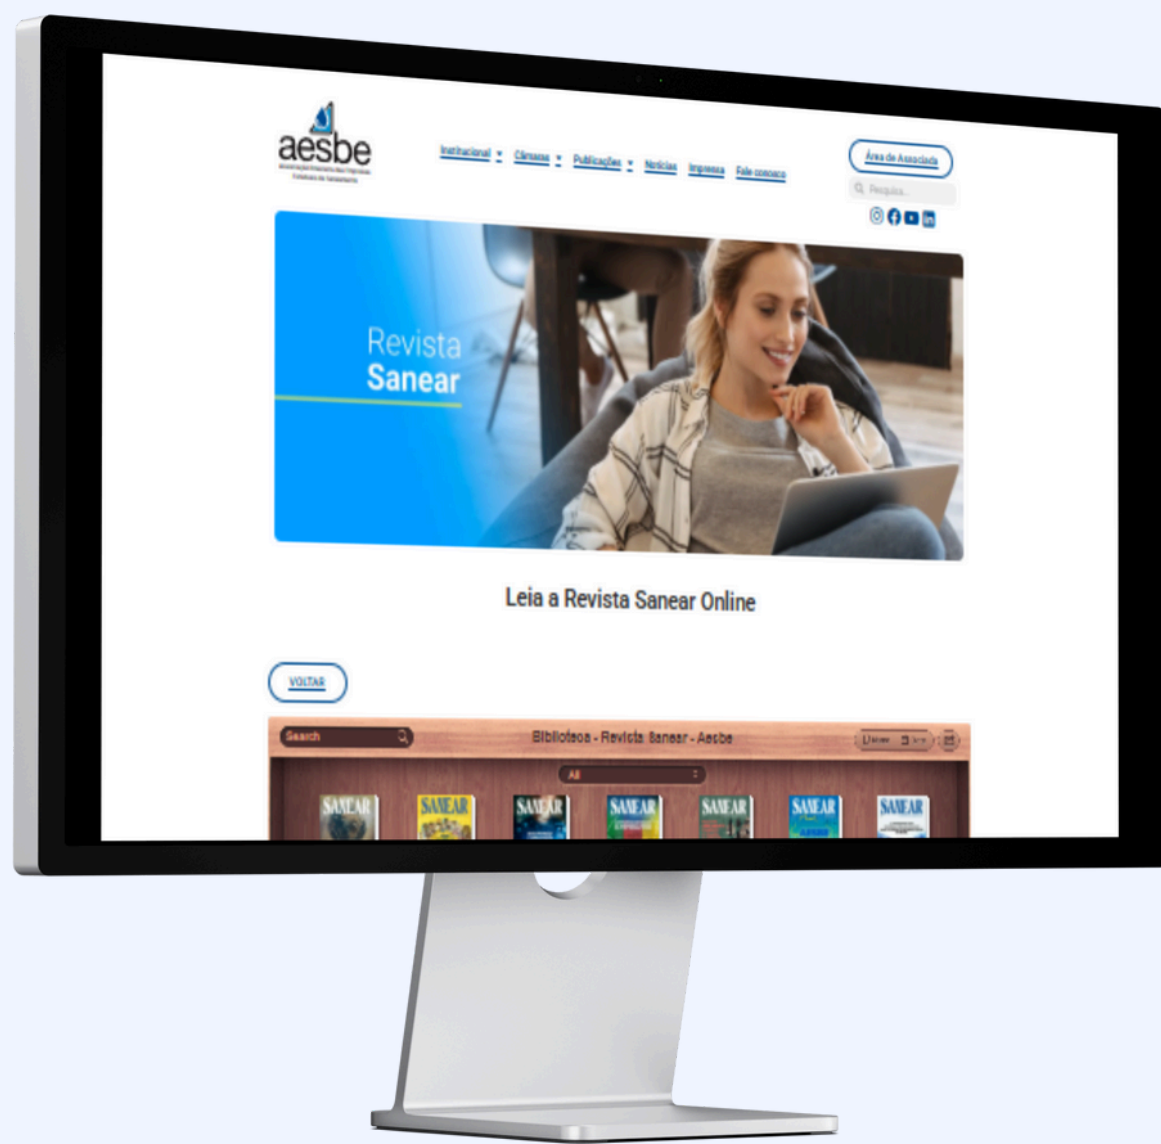 aesbe
Institucional Câmaras Publicações Notícias Imprensa Fale conosco
Área do Associado
Pesquisa...
Revista
Sanear
Leia a Revista Sanear Online
VOLTAR
Search
Biblioteca - Revista Sanear - Aesbe
All
SANEAR SANEAR SANEAR SANEAR SANEAR SANEAR SANEAR